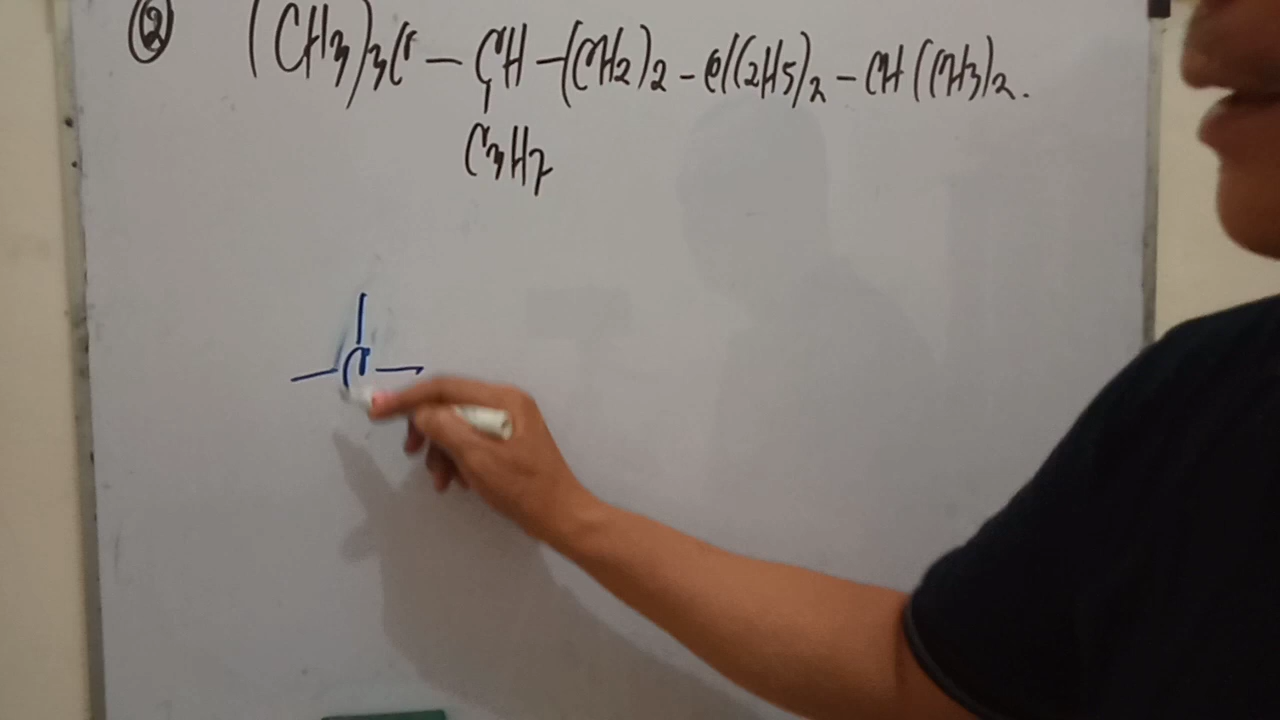 ② (CH3)3C - CH - (CH2)2 - C(C2H5)2 - CH(CH3)2.
C3H7
C